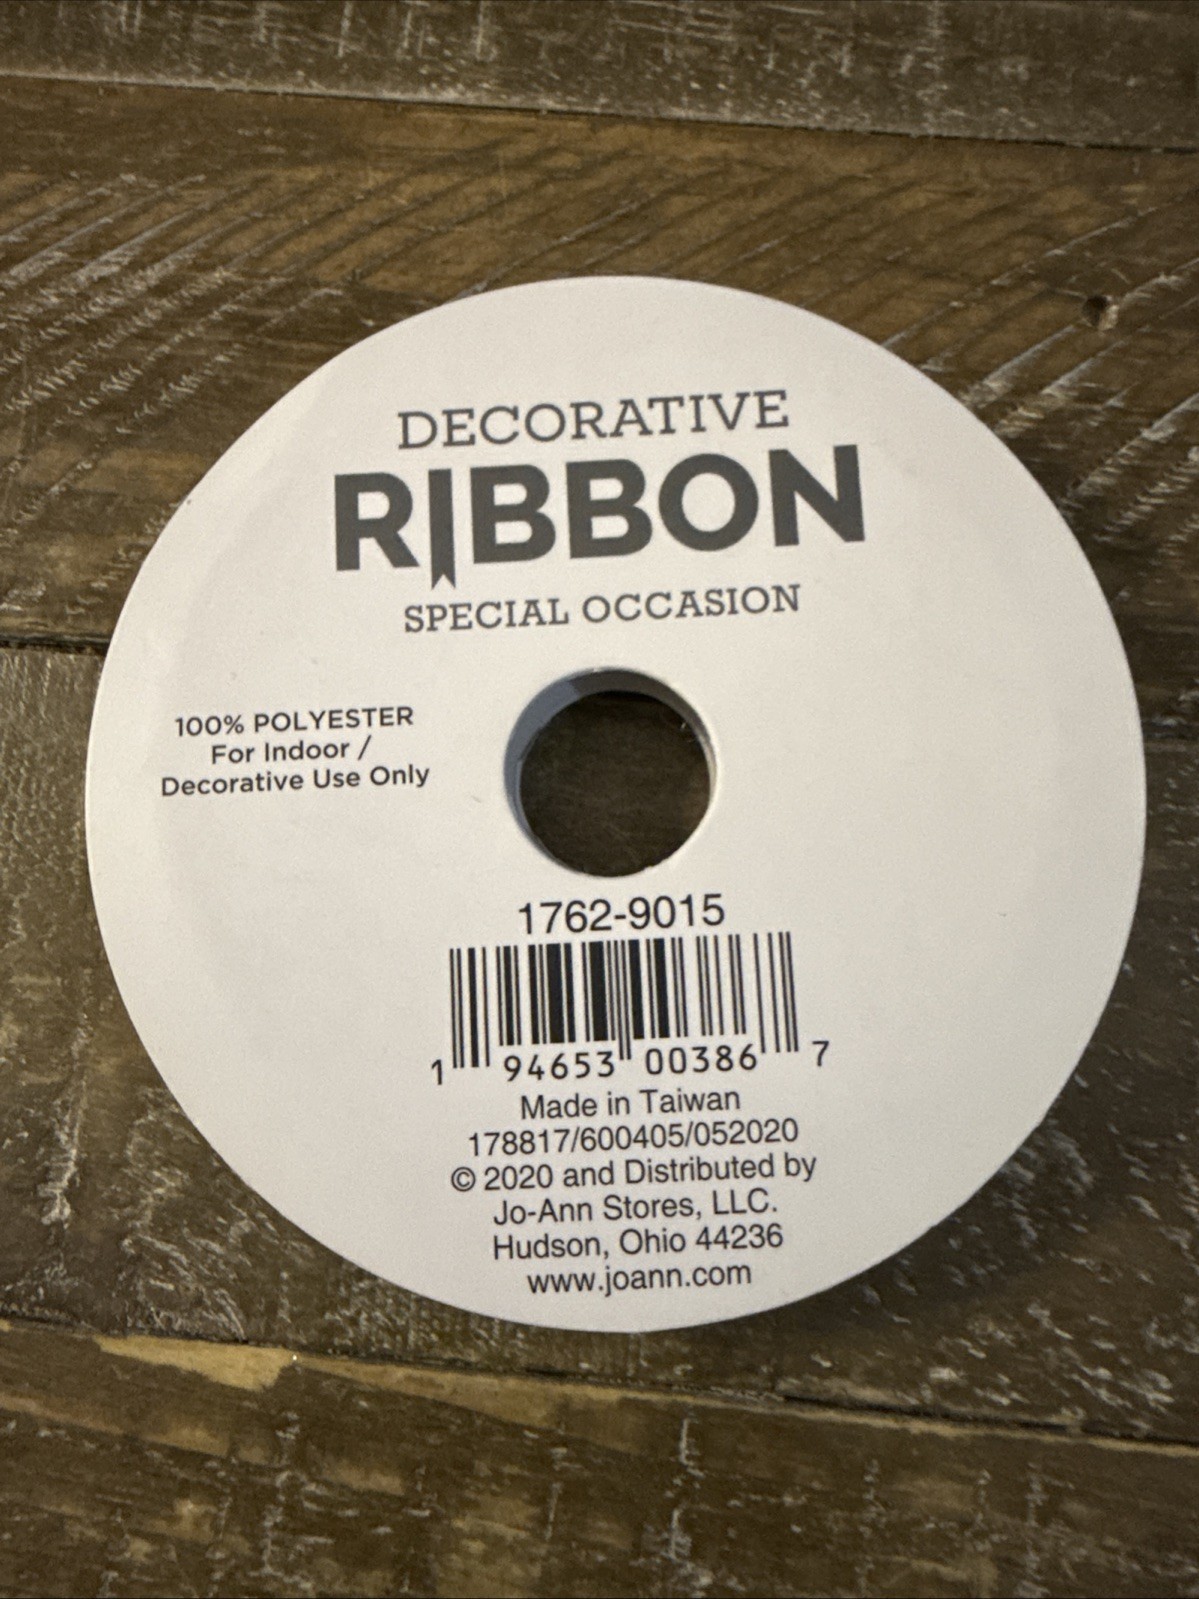 DECORATIVE
RIBBON
SPECIAL OCCASION
100% POLYESTER
For Indoor /
Decorative Use Only
1762-9015
1 94653 00386 7
Made in Taiwan
178817/600405/052020
© 2020 and Distributed by
Jo-Ann Stores, LLC.
Hudson, Ohio 44236
www.joann.com